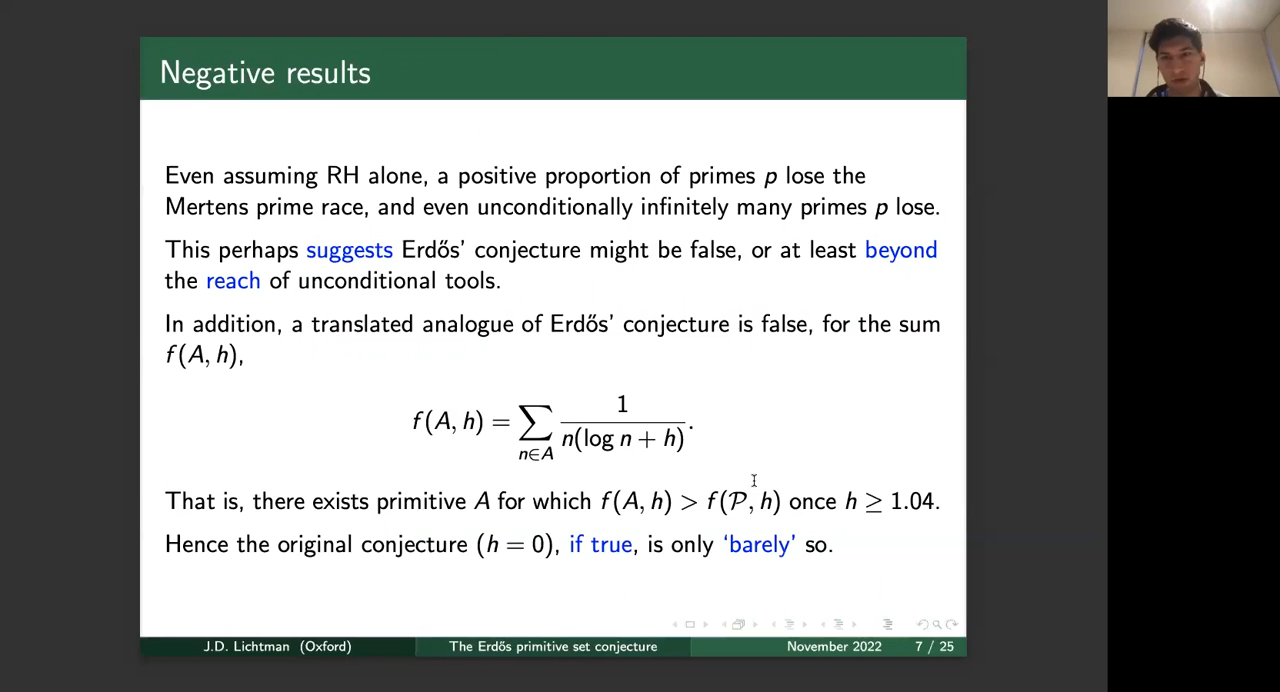 Negative results
Even assuming RH alone, a positive proportion of primes p lose the
Mertens prime race, and even unconditionally infinitely many primes p lose.
This perhaps suggests Erdős' conjecture might be false, or at least beyond
the reach of unconditional tools.
In addition, a translated analogue of Erdős' conjecture is false, for the sum
f(A, h),
f(A, h) = ∑_{n∈A} 1 / n(log n + h).
That is, there exists primitive A for which f(A, h) > f(𝒫, h) once h ≥ 1.04.
Hence the original conjecture (h = 0), if true, is only 'barely' so.
J.D. Lichtman (Oxford) The Erdős primitive set conjecture November 2022 7 / 25